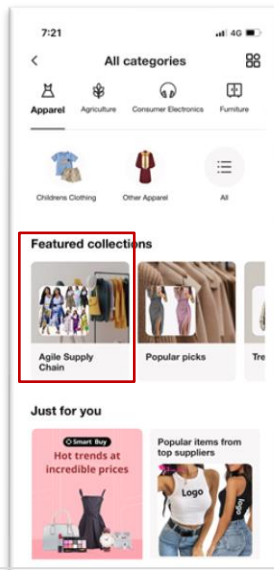 7:21
4G
All categories
Apparel
Agriculture
Consumer Electronics
Furniture
Childrens Clothing
Other Apparel
All
Featured collections
Agile Supply
Chain
Popular picks
Tre
Just for you
Smart Buy
Hot trends at
incredible prices
Popular items from
top suppliers
Logo
Logo